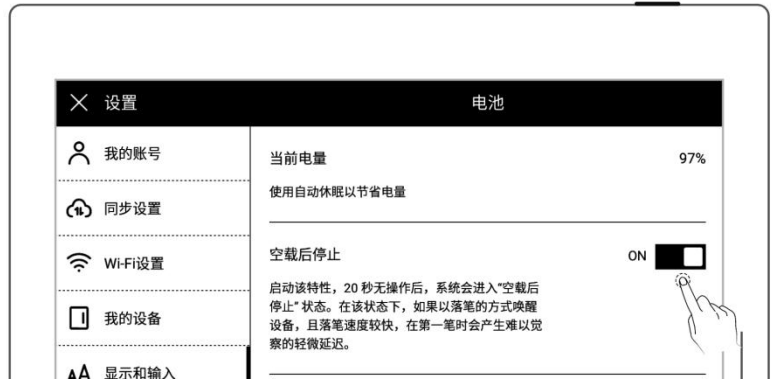 设置
电池
我的账号
同步设置
Wi-Fi设置
我的设备
显示和输入
当前电量
97%
使用自动休眠以节省电量
空载后停止
ON
启动该特性，20 秒无操作后，系统会进入“空载后
停止” 状态。在该状态下，如果以落笔的方式唤醒
设备，且落笔速度较快，在第一笔时会产生难以觉
察的轻微延迟。